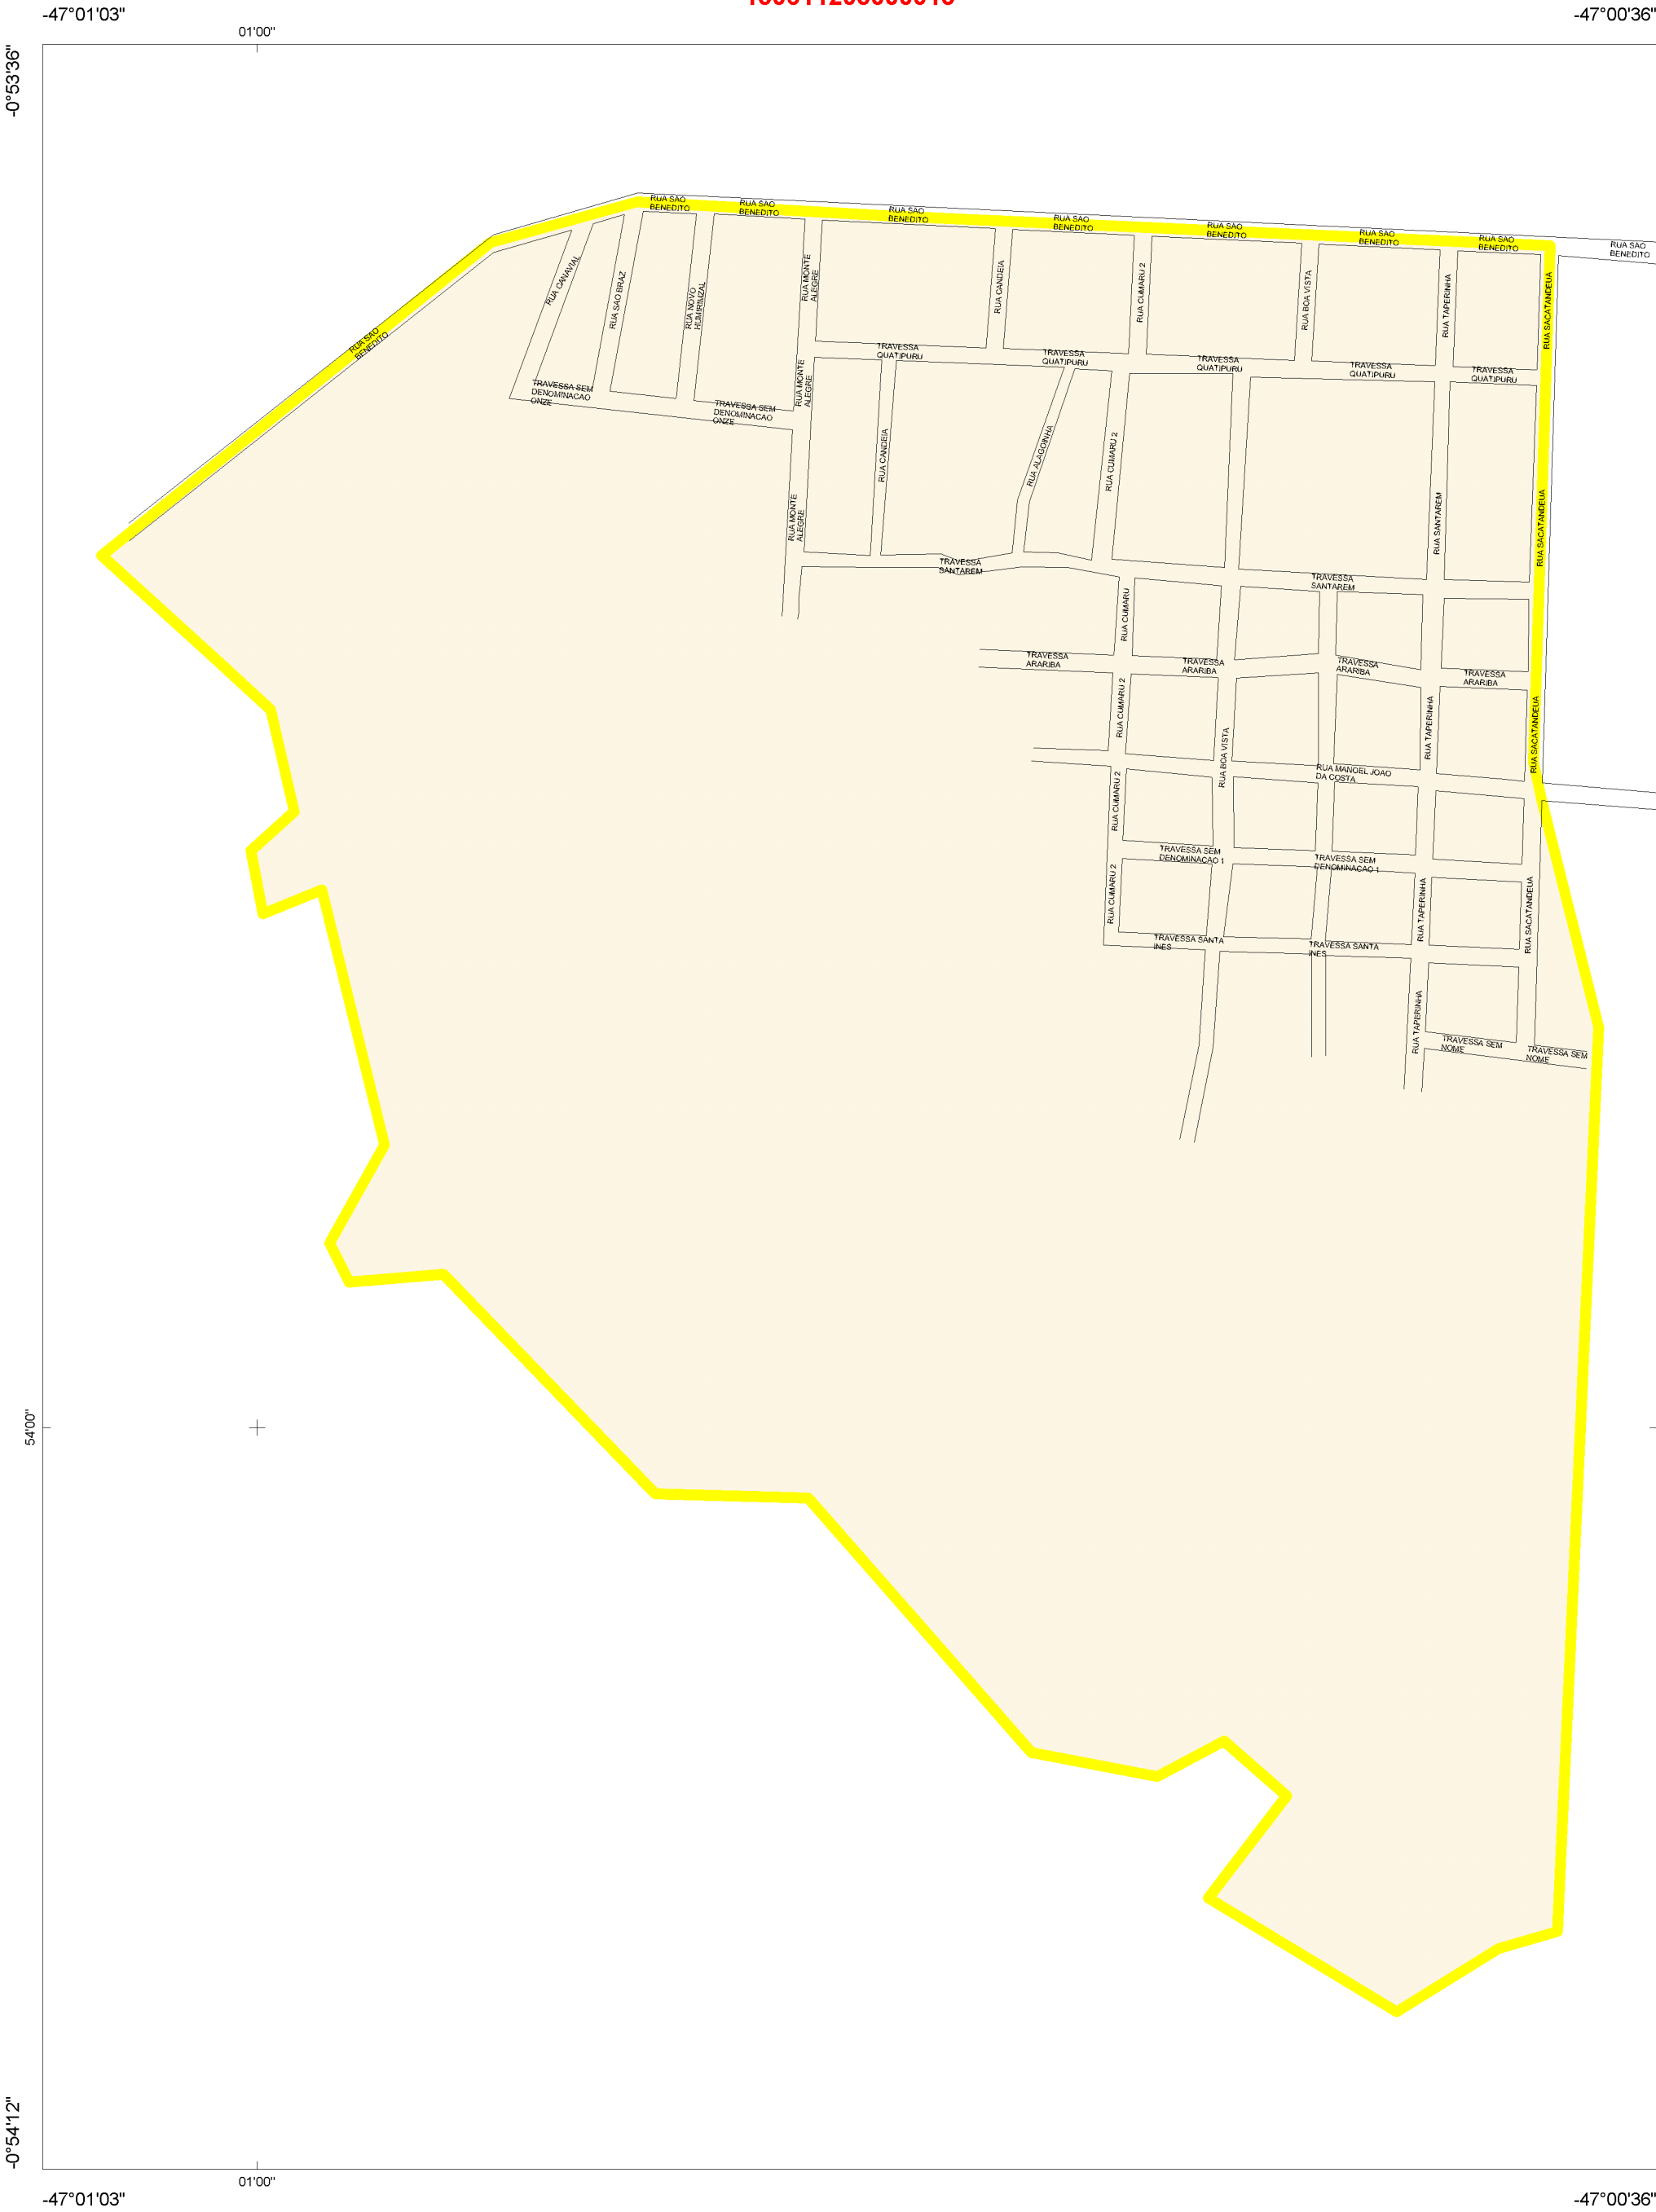 -47°01'03"
-47°00'36"
01'00"
-0°53'36"
RUA SAO
BENEDITO
RUA SAO
BENEDITO
RUA SAO
BENEDITO
RUA SAO
BENEDITO
RUA SAO
BENEDITO
RUA SAO
BENEDITO
RUA SAO
BENEDITO
RUA SAO
BENEDITO
RUA SAO
BENEDITO
RUA CANAVIAL
RUA SAO BRAZ
RUA NOVO
RUA MONTE
ALEGRE
RUA CANDEIA
RUA CUMARU 2
RUA BOA VISTA
RUA TAPERINHA
RUA SACATANDEUA
TRAVESSA
QUATIPURU
TRAVESSA
QUATIPURU
TRAVESSA
QUATIPURU
TRAVESSA
QUATIPURU
TRAVESSA
QUATIPURU
TRAVESSA SEM
DENOMINACAO
ONZE
TRAVESSA SEM
DENOMINACAO
ONZE
RUA MONTE
ALEGRE
RUA CANDEIA
RUA ALAGOINHA
RUA CUMARU 2
RUA MONTE
ALEGRE
RUA SANTAREM
RUA SACATANDEUA
TRAVESSA
SANTAREM
TRAVESSA
SANTAREM
RUA CUMARU
TRAVESSA
ARARIBA
TRAVESSA
ARARIBA
TRAVESSA
ARARIBA
TRAVESSA
ARARIBA
RUA CUMARU 2
RUA BOA VISTA
RUA TAPERINHA
RUA SACATANDEUA
RUA MANOEL JOAO
DA COSTA
RUA CUMARU 2
TRAVESSA SEM
DENOMINACAO 1
TRAVESSA SEM
DENOMINACAO 1
RUA CUMARU 2
RUA TAPERINHA
RUA SACATANDEUA
TRAVESSA SANTA
INES
TRAVESSA SANTA
INES
RUA TAPERINHA
TRAVESSA SEM
NOME
TRAVESSA SEM
NOME
54'00"
-0°54'12"
01'00"
-47°01'03"
-47°00'36"